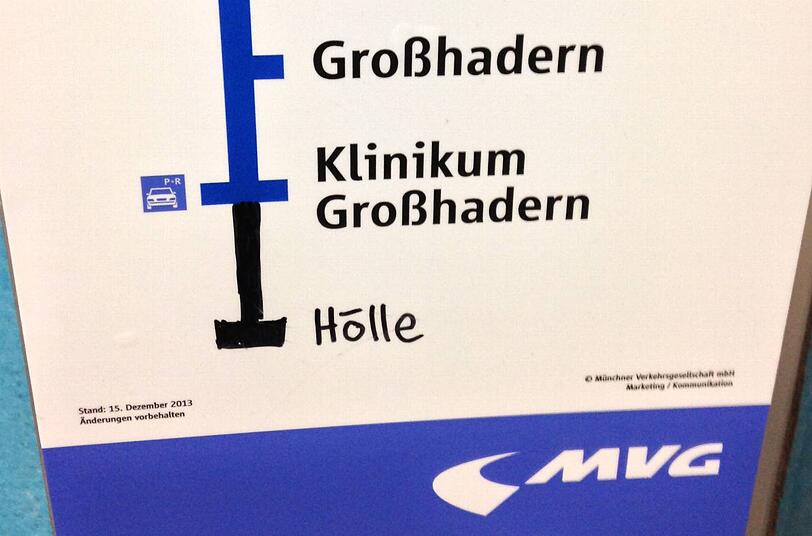 Großhadern
Klinikum
Großhadern
P+R
Hölle
© Münchner Verkehrsgesellschaft mbH
Marketing / Kommunikation
Stand: 15. Dezember 2013
Änderungen vorbehalten
MVG